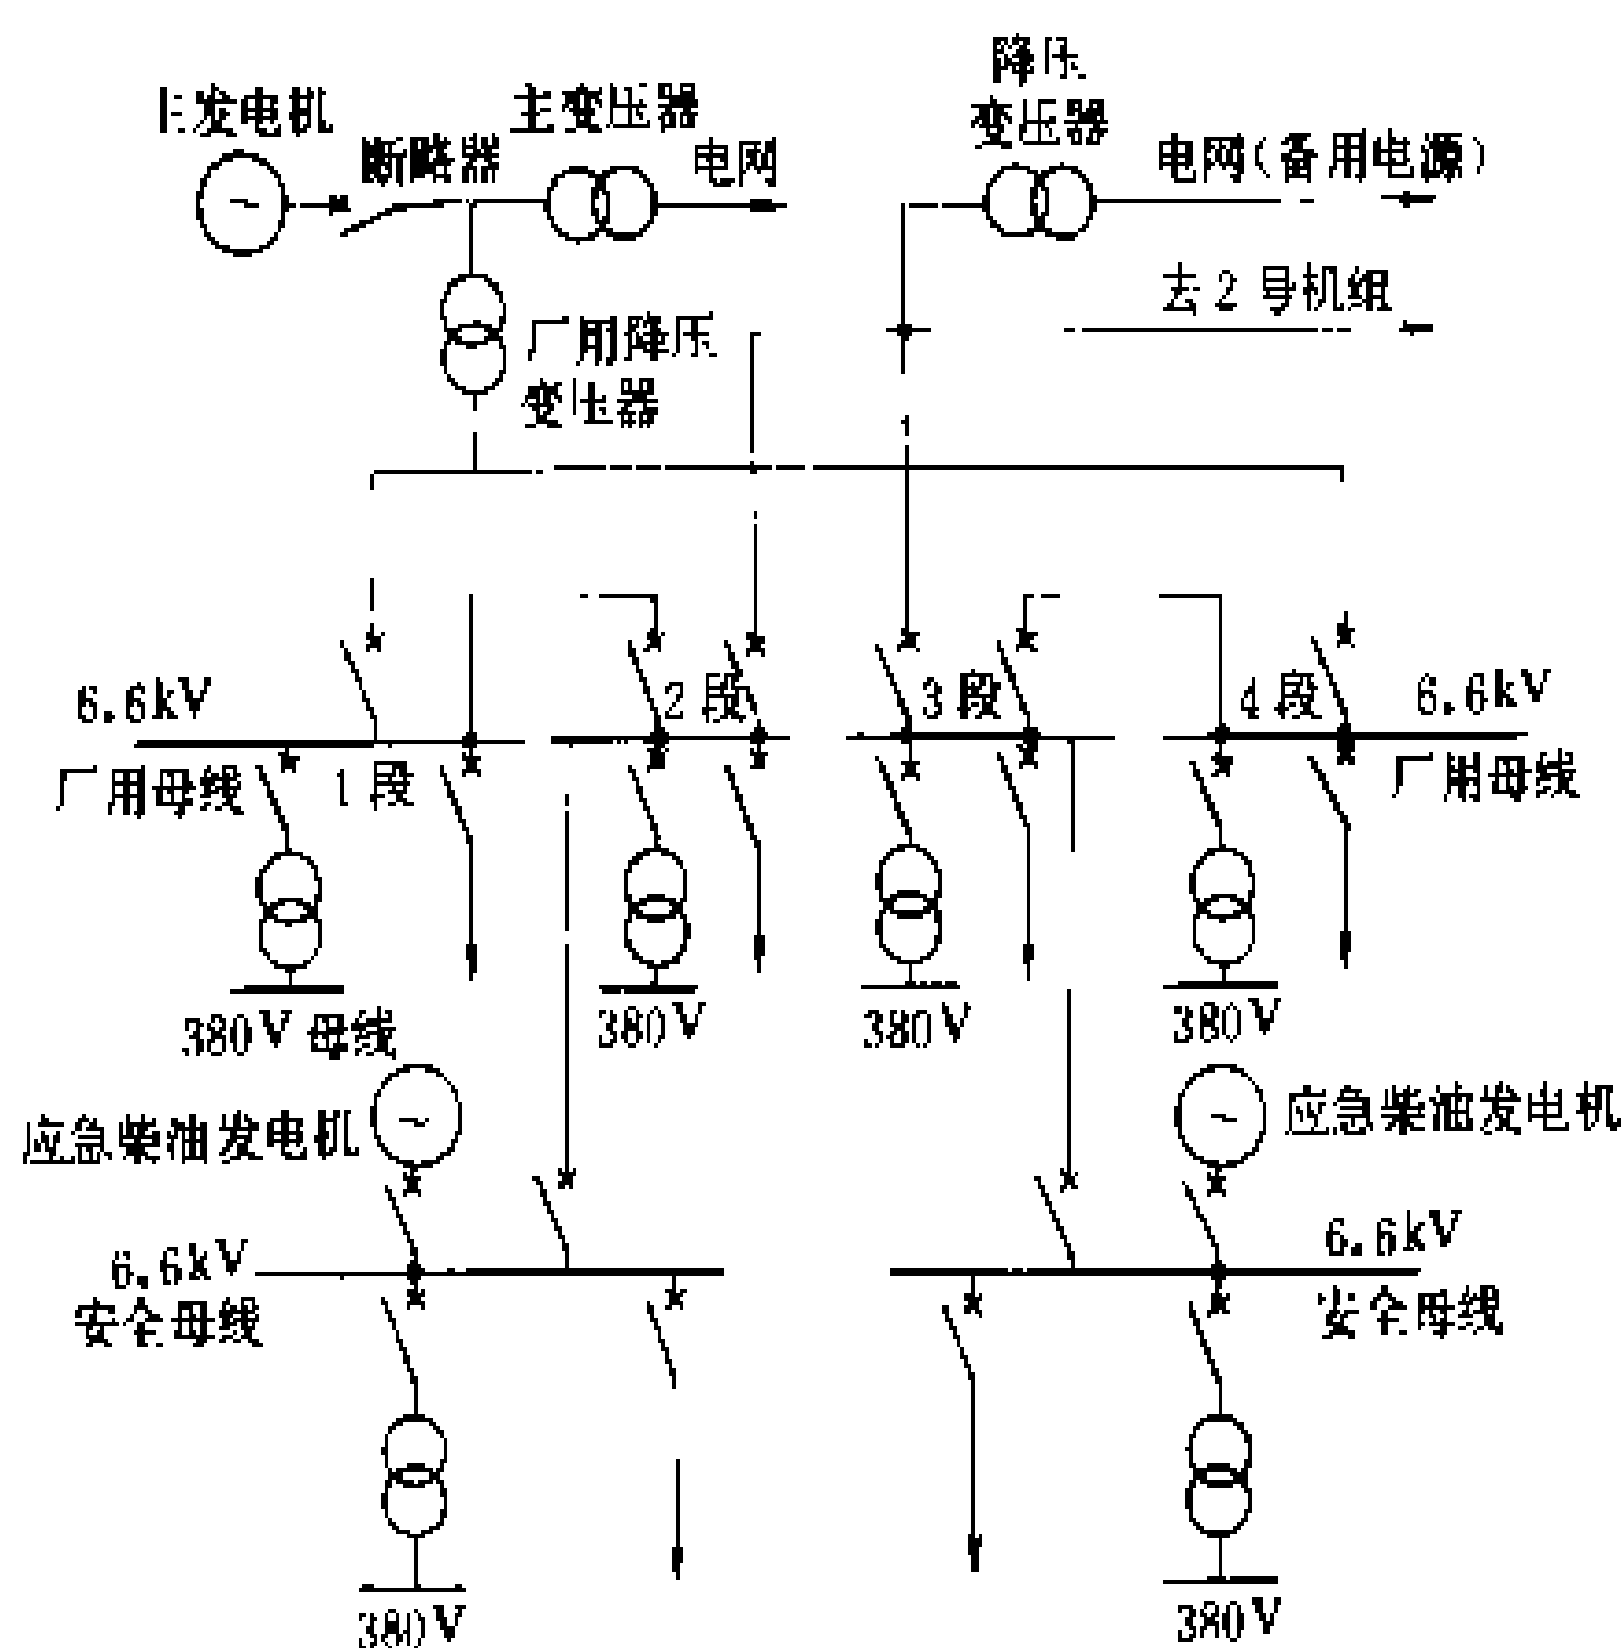 主发电机
断路器
主变压器
电网
降压
变压器
电网(备用电源)
去2号机组
厂用降压
变压器
6.6kV
厂用母线
1段
2段
3段
4段
6.6kV
厂用母线
380V母线
380V
380V
380V
应急柴油发电机
应急柴油发电机
6.6kV
安全母线
6.6kV
安全母线
380V
380V